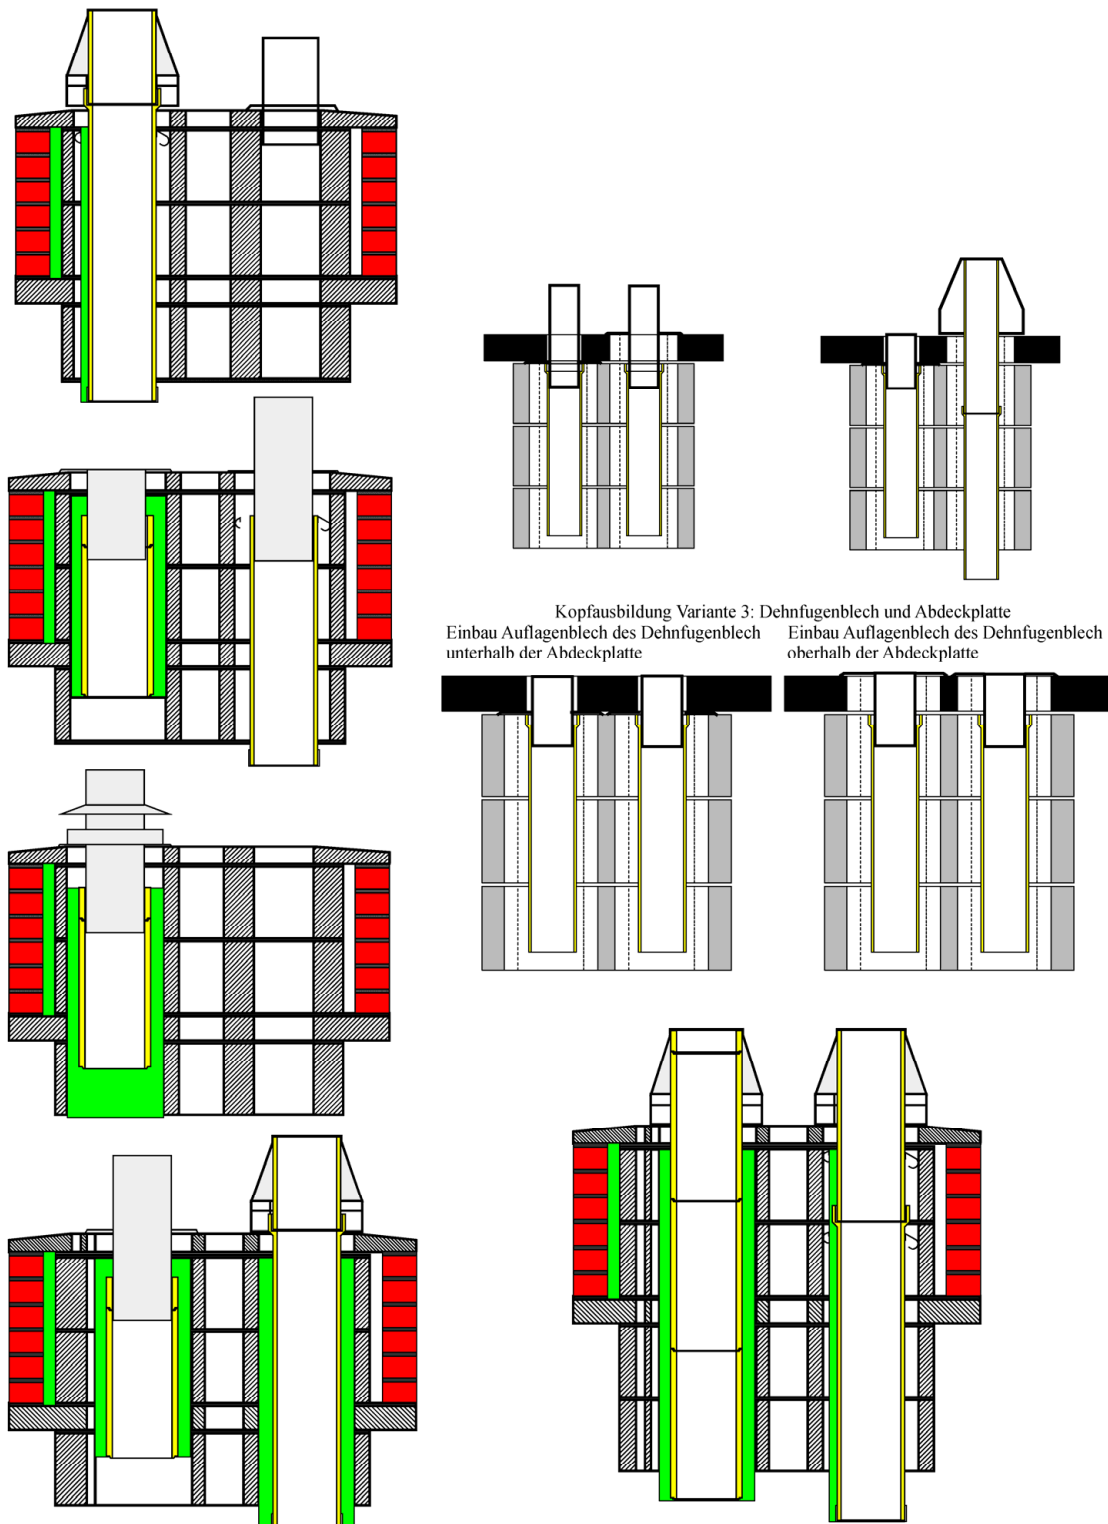 Kopfausbildung Variante 3: Dehnfugenblech und Abdeckplatte
Einbau Auflagenblech des Dehnfugenblech
unterhalb der Abdeckplatte
Einbau Auflagenblech des Dehnfugenblech
oberhalb der Abdeckplatte